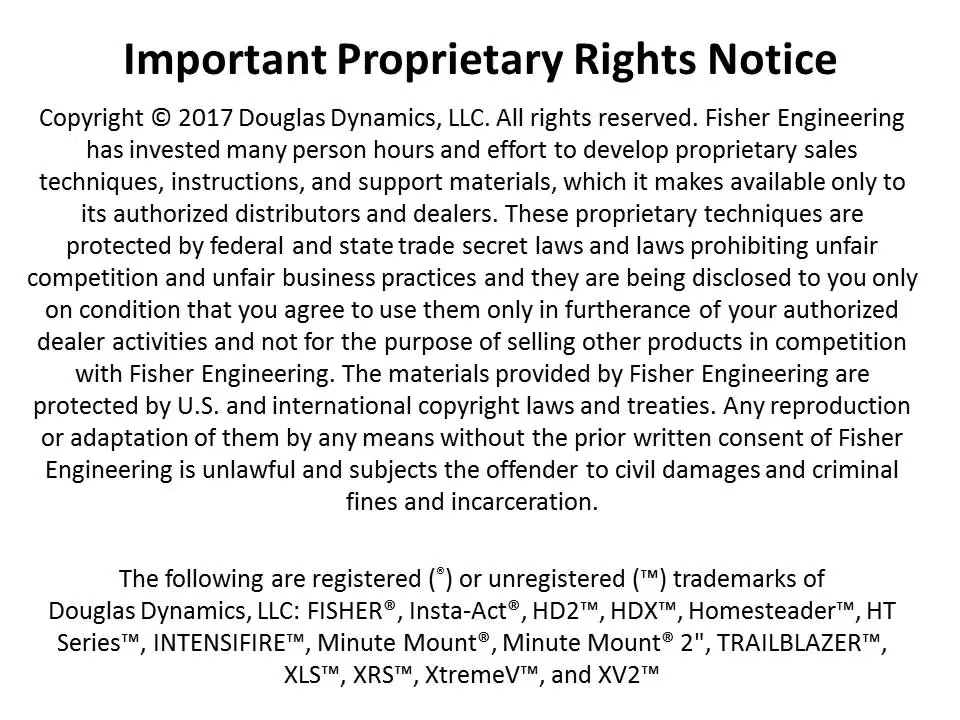 Important Proprietary Rights Notice
Copyright © 2017 Douglas Dynamics, LLC. All rights reserved. Fisher Engineering
has invested many person hours and effort to develop proprietary sales
techniques, instructions, and support materials, which it makes available only to
its authorized distributors and dealers. These proprietary techniques are
protected by federal and state trade secret laws and laws prohibiting unfair
competition and unfair business practices and they are being disclosed to you only
on condition that you agree to use them only in furtherance of your authorized
dealer activities and not for the purpose of selling other products in competition
with Fisher Engineering. The materials provided by Fisher Engineering are
protected by U.S. and international copyright laws and treaties. Any reproduction
or adaptation of them by any means without the prior written consent of Fisher
Engineering is unlawful and subjects the offender to civil damages and criminal
fines and incarceration.
The following are registered (®) or unregistered (™) trademarks of
Douglas Dynamics, LLC: FISHER®, Insta-Act®, HD2™, HDX™, Homesteader™, HT
Series™, INTENSIFIRE™, Minute Mount®, Minute Mount® 2", TRAILBLAZER™,
XLS™, XRS™, XtremeV™, and XV2™